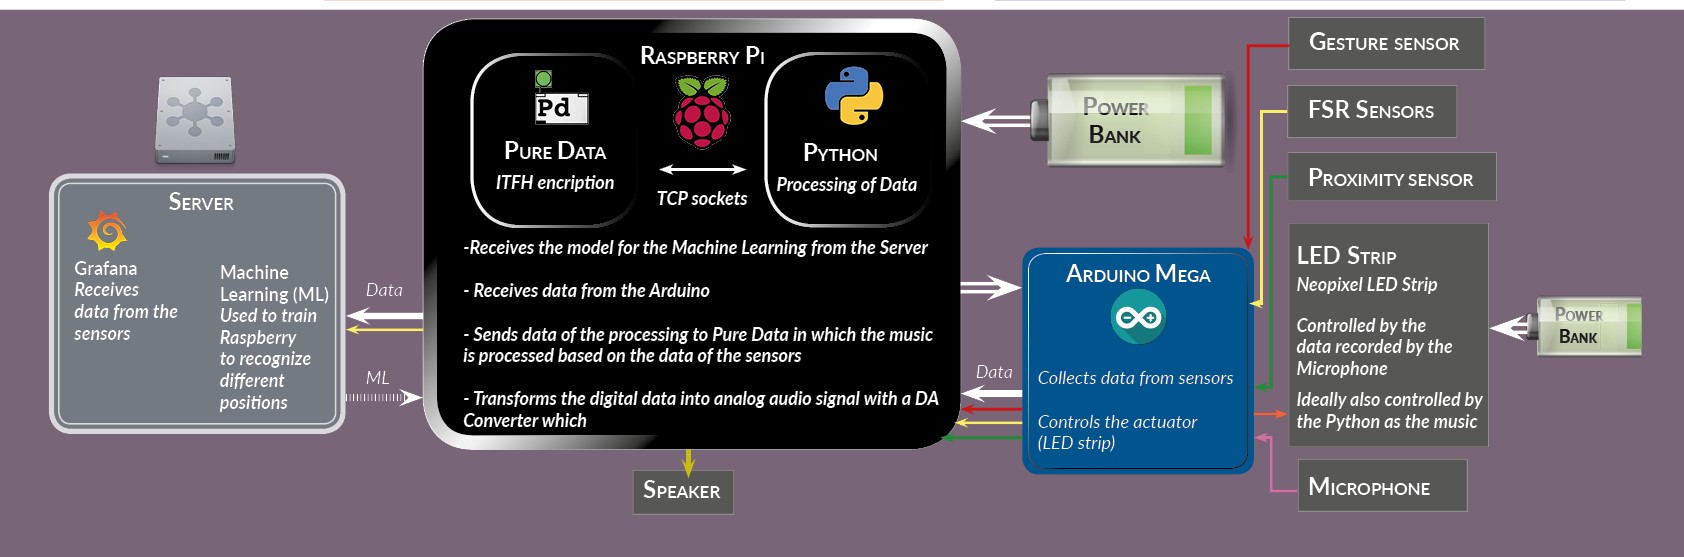 SERVER
Grafana
Receives
data from the
sensors
Machine
Learning (ML)
Used to train
Raspberry
to recognize
different
positions
Data
ML
RASPBERRY PI
Pd
PURE DATA
ITFH encription
TCP sockets
PYTHON
Processing of Data
-Receives the model for the Machine Learning from the Server
- Receives data from the Arduino
- Sends data of the processing to Pure Data in which the music
is processed based on the data of the sensors
- Transforms the digital data into analog audio signal with a DA
Converter which
SPEAKER
POWER
BANK
Data
ARDUINO MEGA
Collects data from sensors
Controls the actuator
(LED strip)
GESTURE SENSOR
FSR SENSORS
PROXIMITY SENSOR
LED STRIP
Neopixel LED Strip
Controlled by the
data recorded by the
Microphone
Ideally also controlled by
the Python as the music
MICROPHONE
POWER
BANK